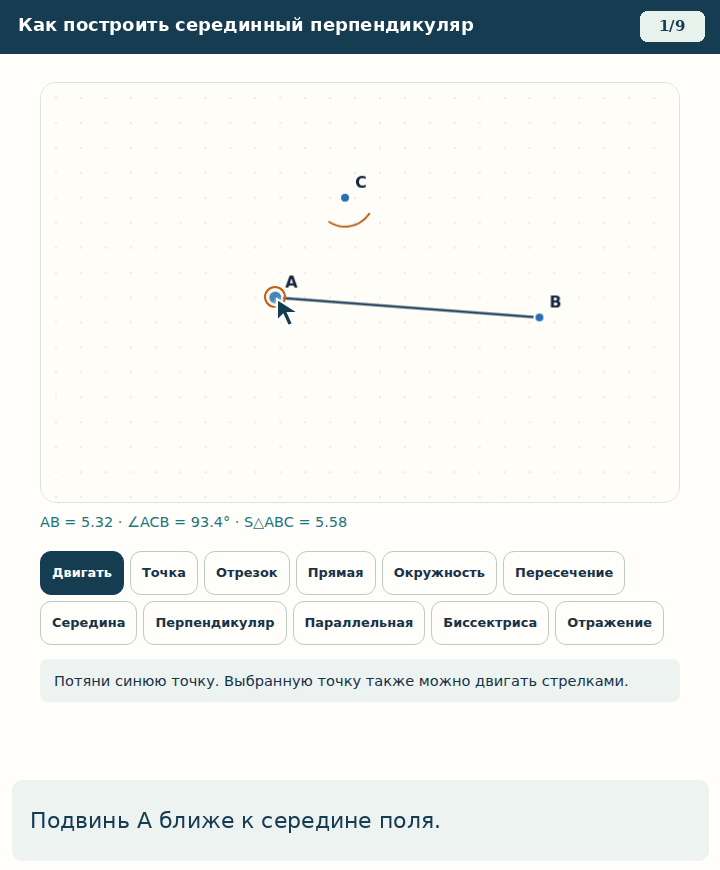 Как построить серединный перпендикуляр
1/9
C
A
B
AB = 5.32 · ∠ACB = 93.4° · S△ABC = 5.58
Двигать Точка Отрезок Прямая Окружность Пересечение
Середина Перпендикуляр Параллельная Биссектриса Отражение
Потяни синюю точку. Выбранную точку также можно двигать стрелками.
Подвинь A ближе к середине поля.